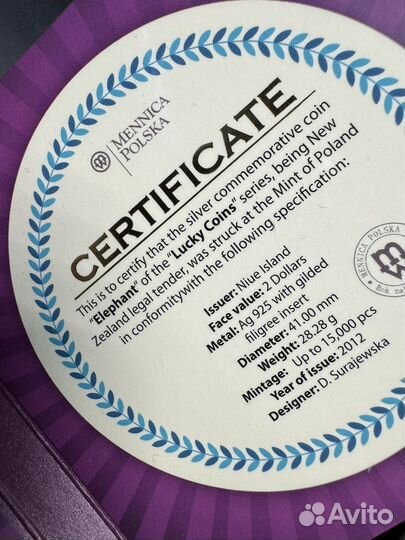 MENNICA
POLSKA
CERTIFICATE
This is to certify that the silver commemorative coin
"Elephant" of the "Lucky Coins" series, being New
Zealand legal tender, was struck at the Mint of Poland
in conformitywith the following specification:
Issuer: Niue Island
Face value: 2 Dollars
Metal: Ag 925 with gilded
filigree insert
Diameter: 41.00 mm
Weight: 28.28 g
Mintage: Up to 15,000 pcs
Year of issue: 2012
Designer: D. Surajewska
MENNICA POLSKA
Rok za
Avito